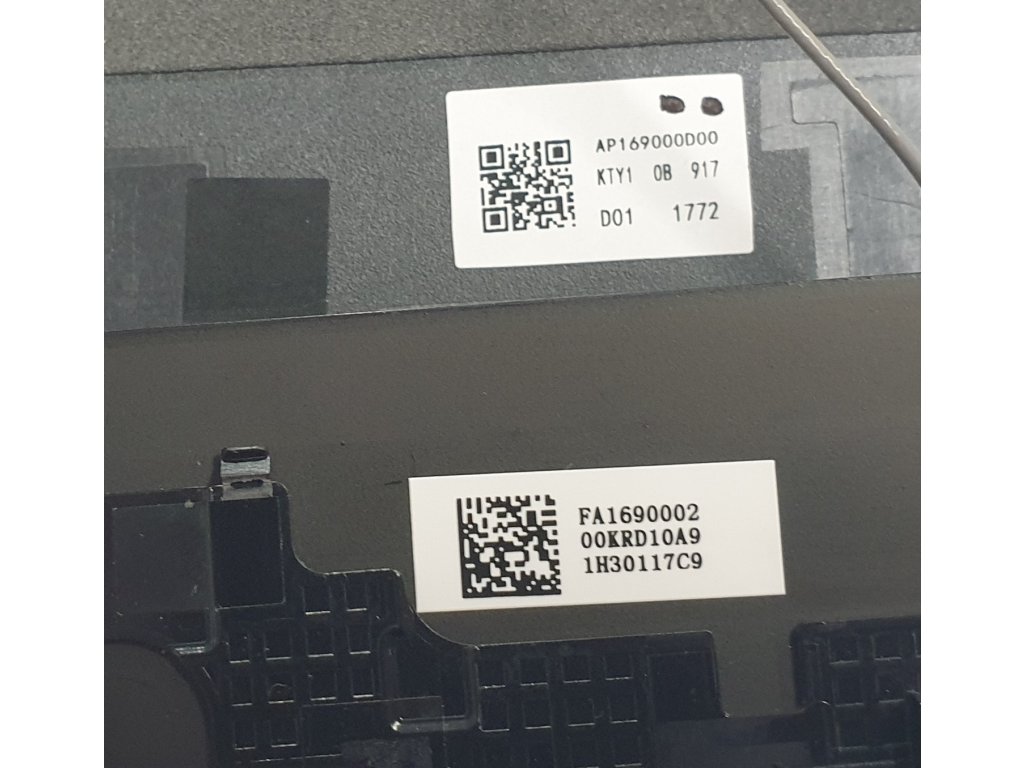 AP169000D00
KTY1 0B 917
D01 1772
FA1690002
00KRD10A9
1H30117C9